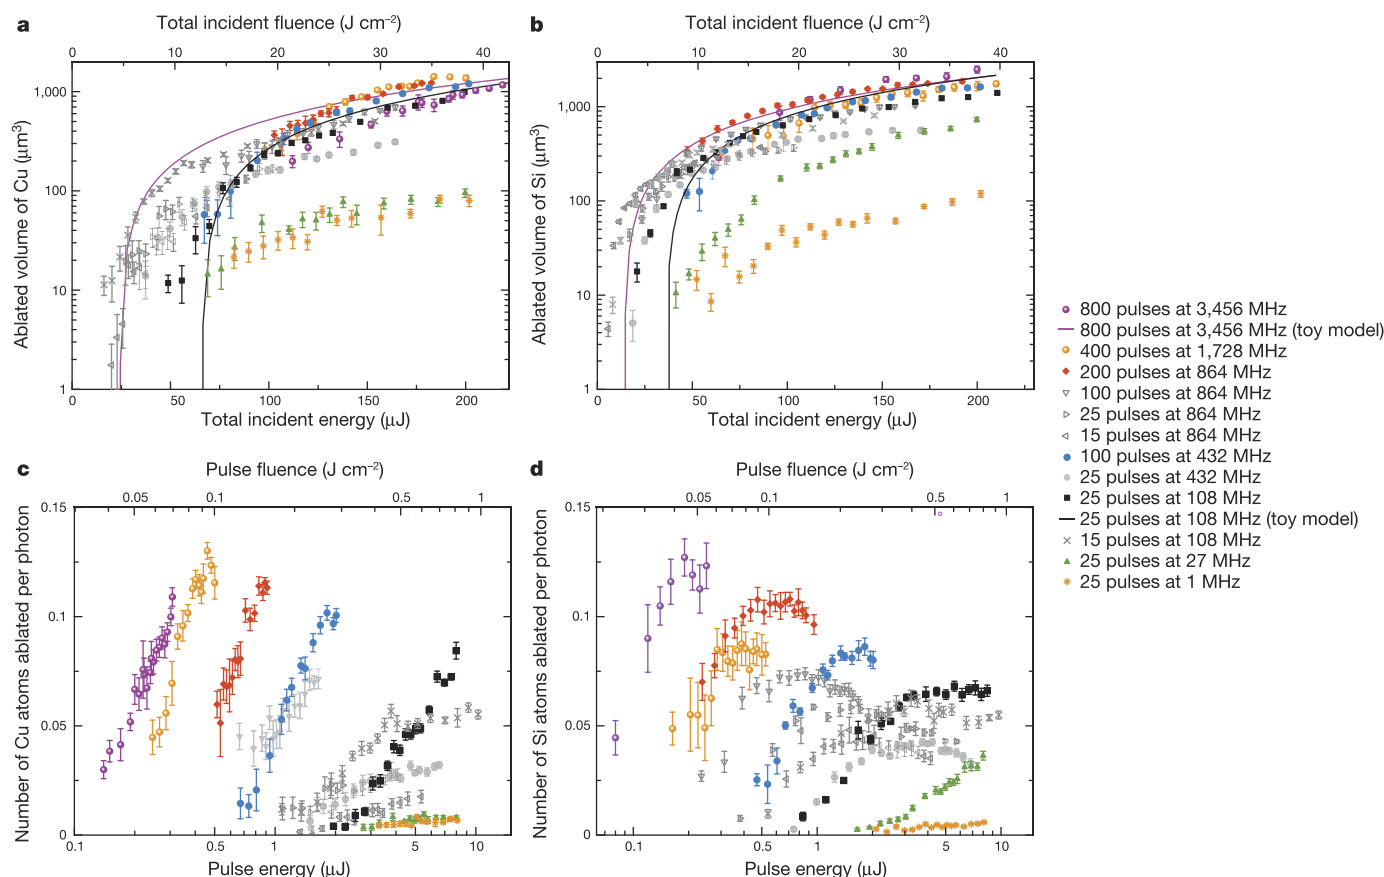 a
Total incident fluence (J cm–2)
0 10 20 30 40
Ablated volume of Cu (μm3)
1,000
100
10
1
0 50 100 150 200
Total incident energy (μJ)
b
Total incident fluence (J cm–2)
0 10 20 30 40
Ablated volume of Si (μm3)
1,000
100
10
1
0 50 100 150 200
Total incident energy (μJ)
800 pulses at 3,456 MHz
800 pulses at 3,456 MHz (toy model)
400 pulses at 1,728 MHz
200 pulses at 864 MHz
100 pulses at 864 MHz
25 pulses at 864 MHz
15 pulses at 864 MHz
100 pulses at 432 MHz
25 pulses at 432 MHz
25 pulses at 108 MHz
25 pulses at 108 MHz (toy model)
15 pulses at 108 MHz
25 pulses at 27 MHz
25 pulses at 1 MHz
c
Pulse fluence (J cm–2)
0.05 0.1 0.5 1
Number of Cu atoms ablated per photon
0.15
0.10
0.05
0
0.1 0.5 1 5 10
Pulse energy (μJ)
d
Pulse fluence (J cm–2)
0.05 0.1 0.5 1
Number of Si atoms ablated per photon
0.15
0.10
0.05
0
0.1 0.5 1 5 10
Pulse energy (μJ)